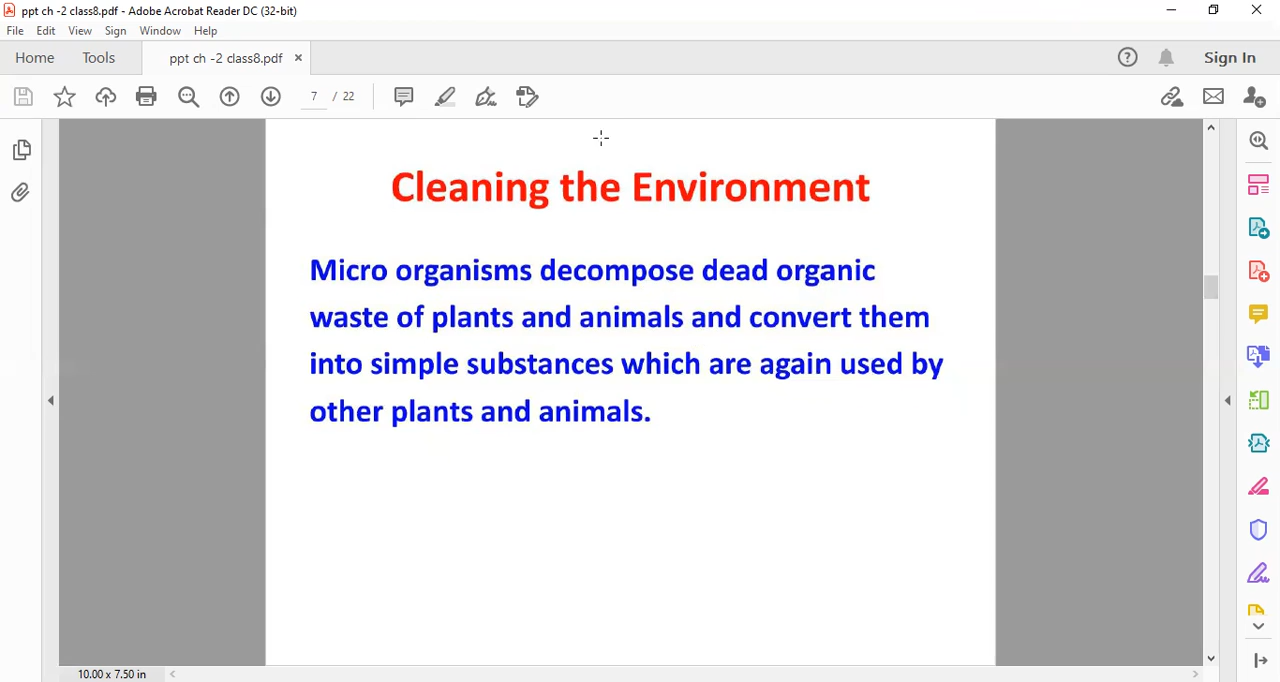 ppt ch -2 class8.pdf - Adobe Acrobat Reader DC (32-bit)
File Edit View Sign Window Help
Home Tools ppt ch -2 class8.pdf × Sign In
7 / 22
Cleaning the Environment
Micro organisms decompose dead organic
waste of plants and animals and convert them
into simple substances which are again used by
other plants and animals.
10.00 x 7.50 in